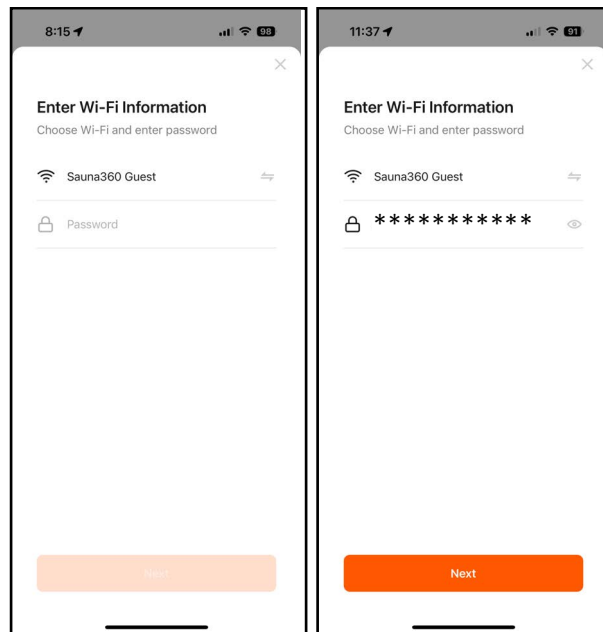 8:15
98
Enter Wi-Fi Information
Choose Wi-Fi and enter password
Sauna360 Guest
Password
Next
11:37
91
Enter Wi-Fi Information
Choose Wi-Fi and enter password
Sauna360 Guest
***********
Next